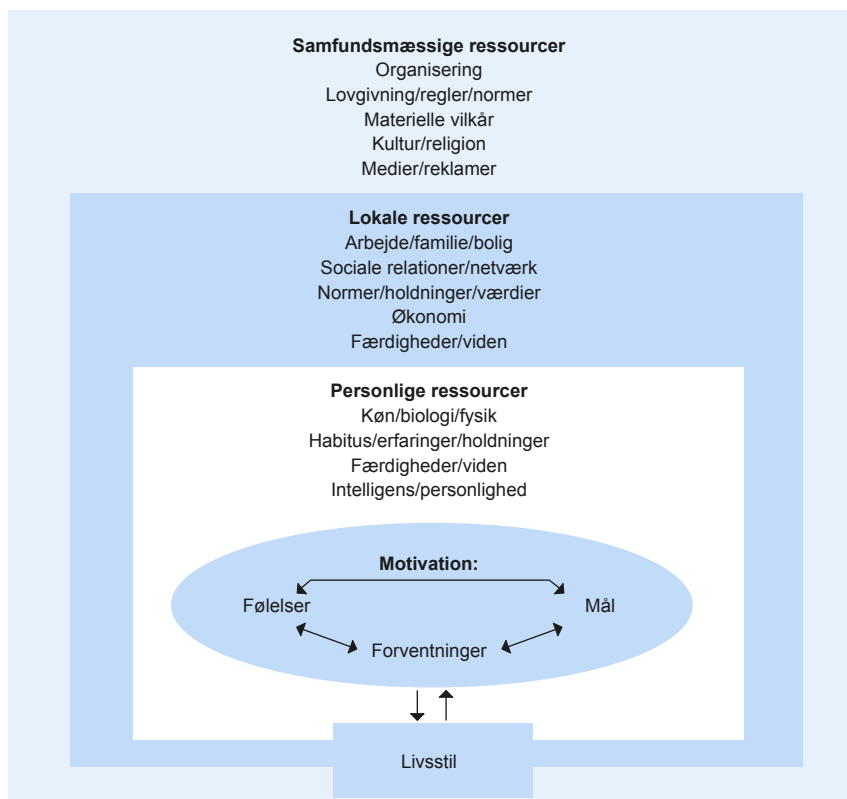 Samfundsmæssige ressourcer
Organisering
Lovgivning/regler/normer
Materielle vilkår
Kultur/religion
Medier/reklamer
Lokale ressourcer
Arbejde/familie/bolig
Sociale relationer/netværk
Normer/holdninger/værdier
Økonomi
Færdigheder/viden
Personlige ressourcer
Køn/biologi/fysik
Habitus/erfaringer/holdninger
Færdigheder/viden
Intelligens/personlighed
Motivation:
Følelser
Mål
Forventninger
Livsstil